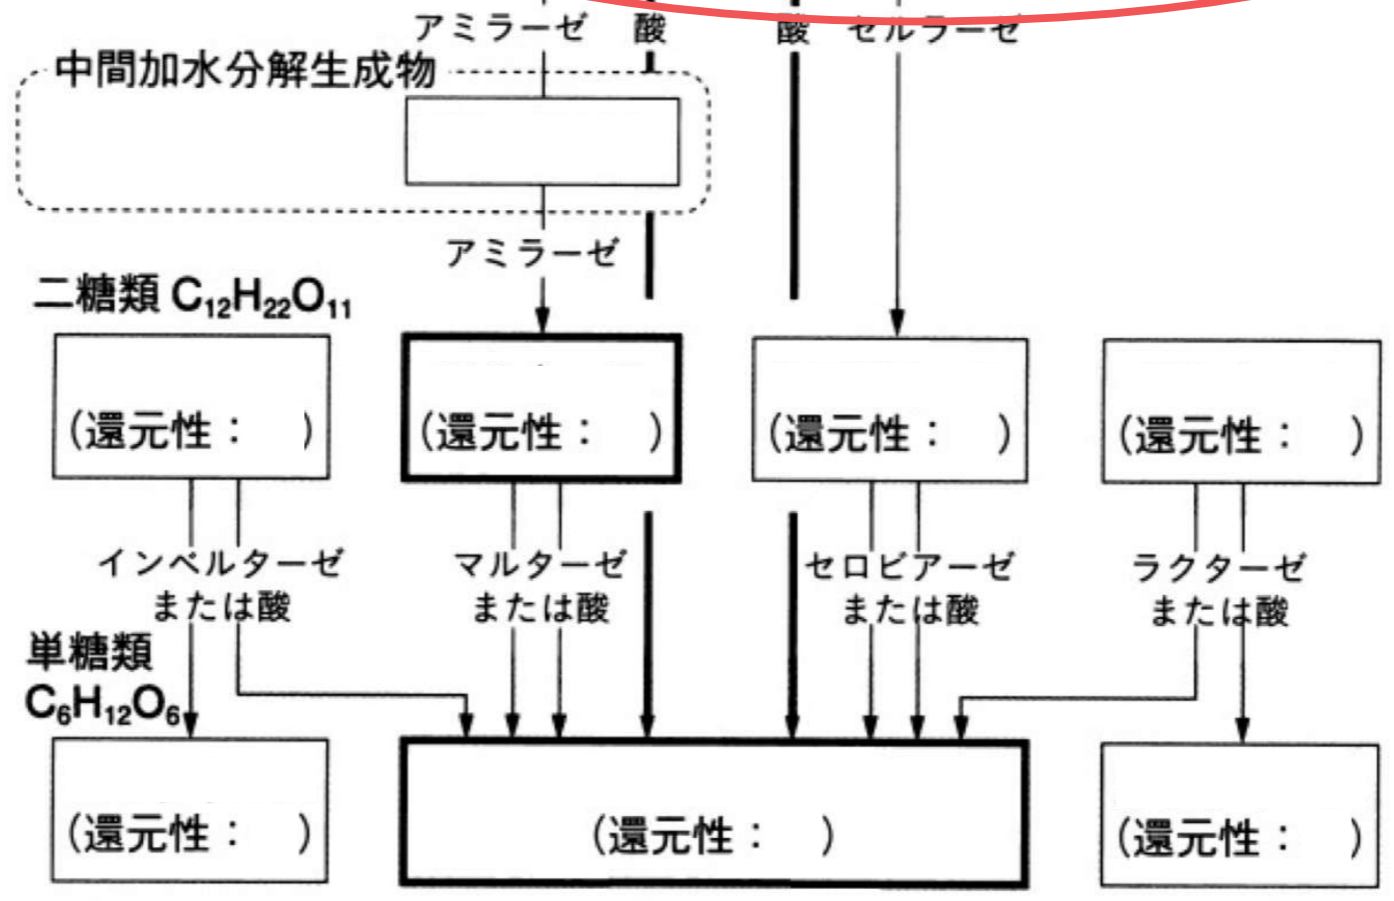 アミラーゼ 酸 酸 セルラーゼ
中間加水分解生成物
アミラーゼ
二糖類 C₁₂H₂₂O₁₁
(還元性: ) (還元性: ) (還元性: ) (還元性: )
インベルターゼ マルターゼ セロビアーゼ ラクターゼ
または酸 または酸 または酸 または酸
単糖類
C₆H₁₂O₆
(還元性: ) (還元性: ) (還元性: )